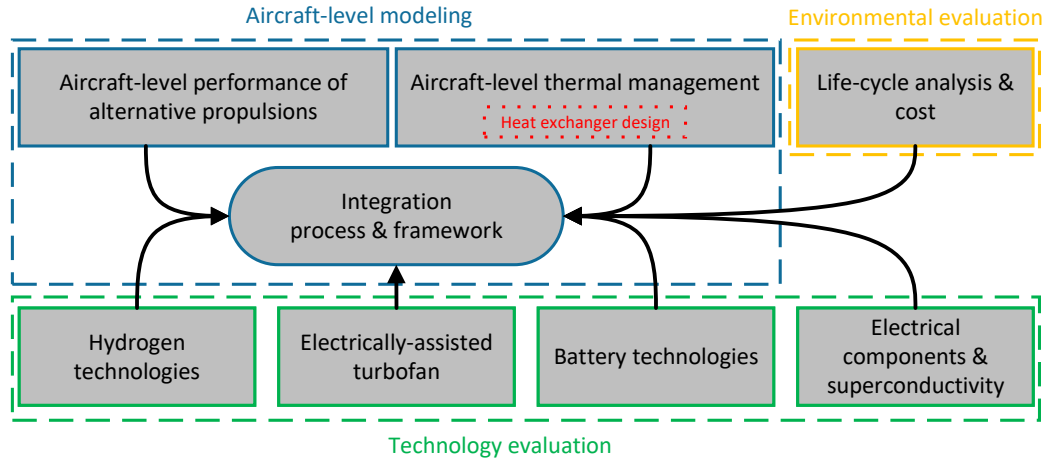 Aircraft-level modeling
Environmental evaluation
Aircraft-level performance of
alternative propulsions
Aircraft-level thermal management
Heat exchanger design
Life-cycle analysis &
cost
Integration
process & framework
Hydrogen
technologies
Electrically-assisted
turbofan
Battery technologies
Electrical
components &
superconductivity
Technology evaluation